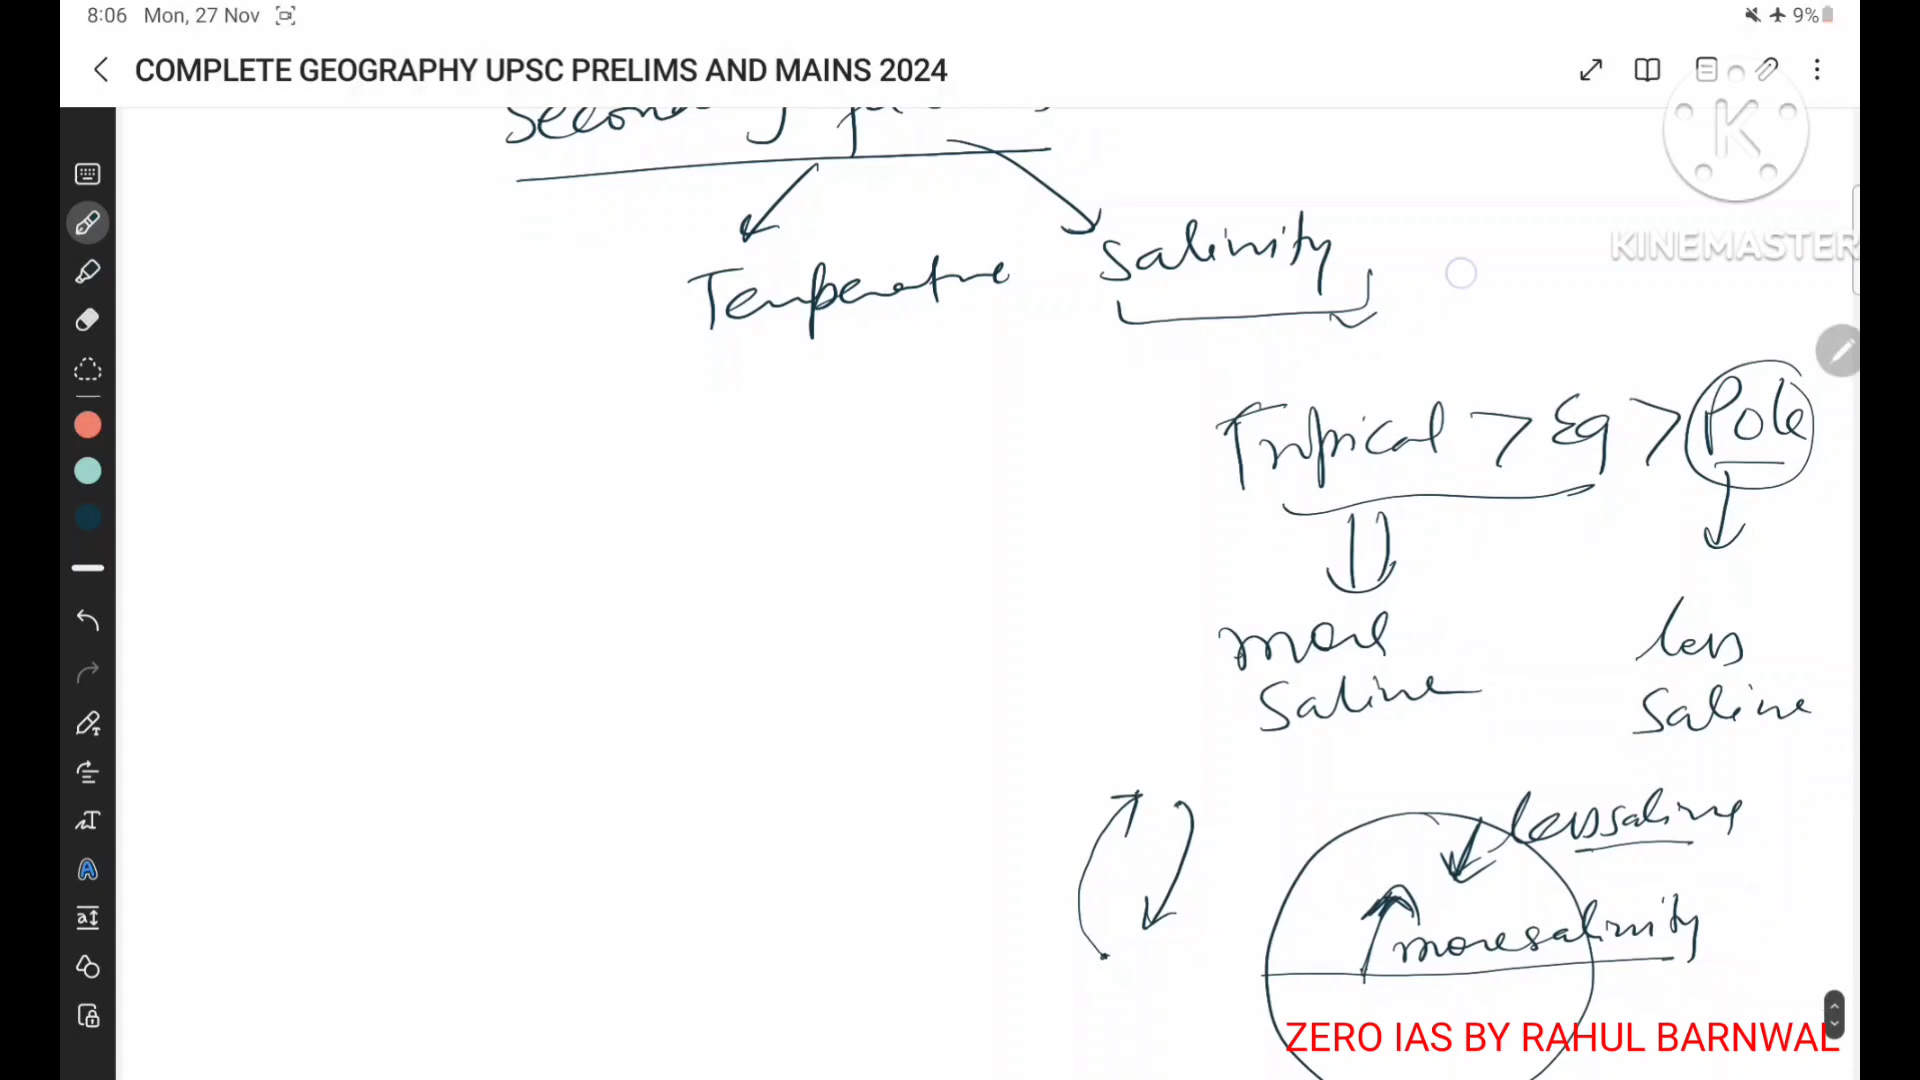 8:06 Mon, 27 Nov 9%
COMPLETE GEOGRAPHY UPSC PRELIMS AND MAINS 2024
K
KINEMASTER
Temperature
Salinity
Tropical > Eq > Pole
more
saline
less
saline
less saline
more salinity
ZERO IAS BY RAHUL BARNWAL